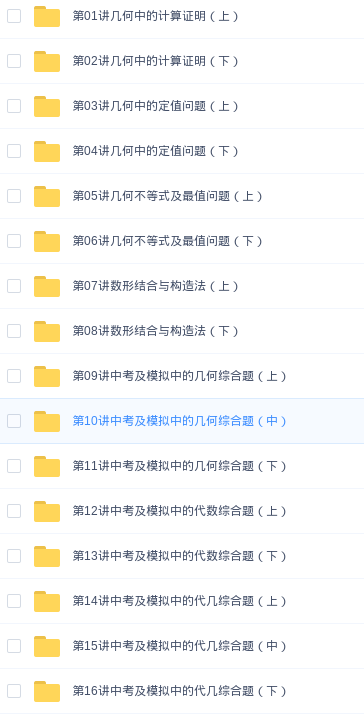 第01讲几何中的计算证明（上）
第02讲几何中的计算证明（下）
第03讲几何中的定值问题（上）
第04讲几何中的定值问题（下）
第05讲几何不等式及最值问题（上）
第06讲几何不等式及最值问题（下）
第07讲数形结合与构造法（上）
第08讲数形结合与构造法（下）
第09讲中考及模拟中的几何综合题（上）
第10讲中考及模拟中的几何综合题（中）
第11讲中考及模拟中的几何综合题（下）
第12讲中考及模拟中的代数综合题（上）
第13讲中考及模拟中的代数综合题（下）
第14讲中考及模拟中的代几综合题（上）
第15讲中考及模拟中的代几综合题（中）
第16讲中考及模拟中的代几综合题（下）